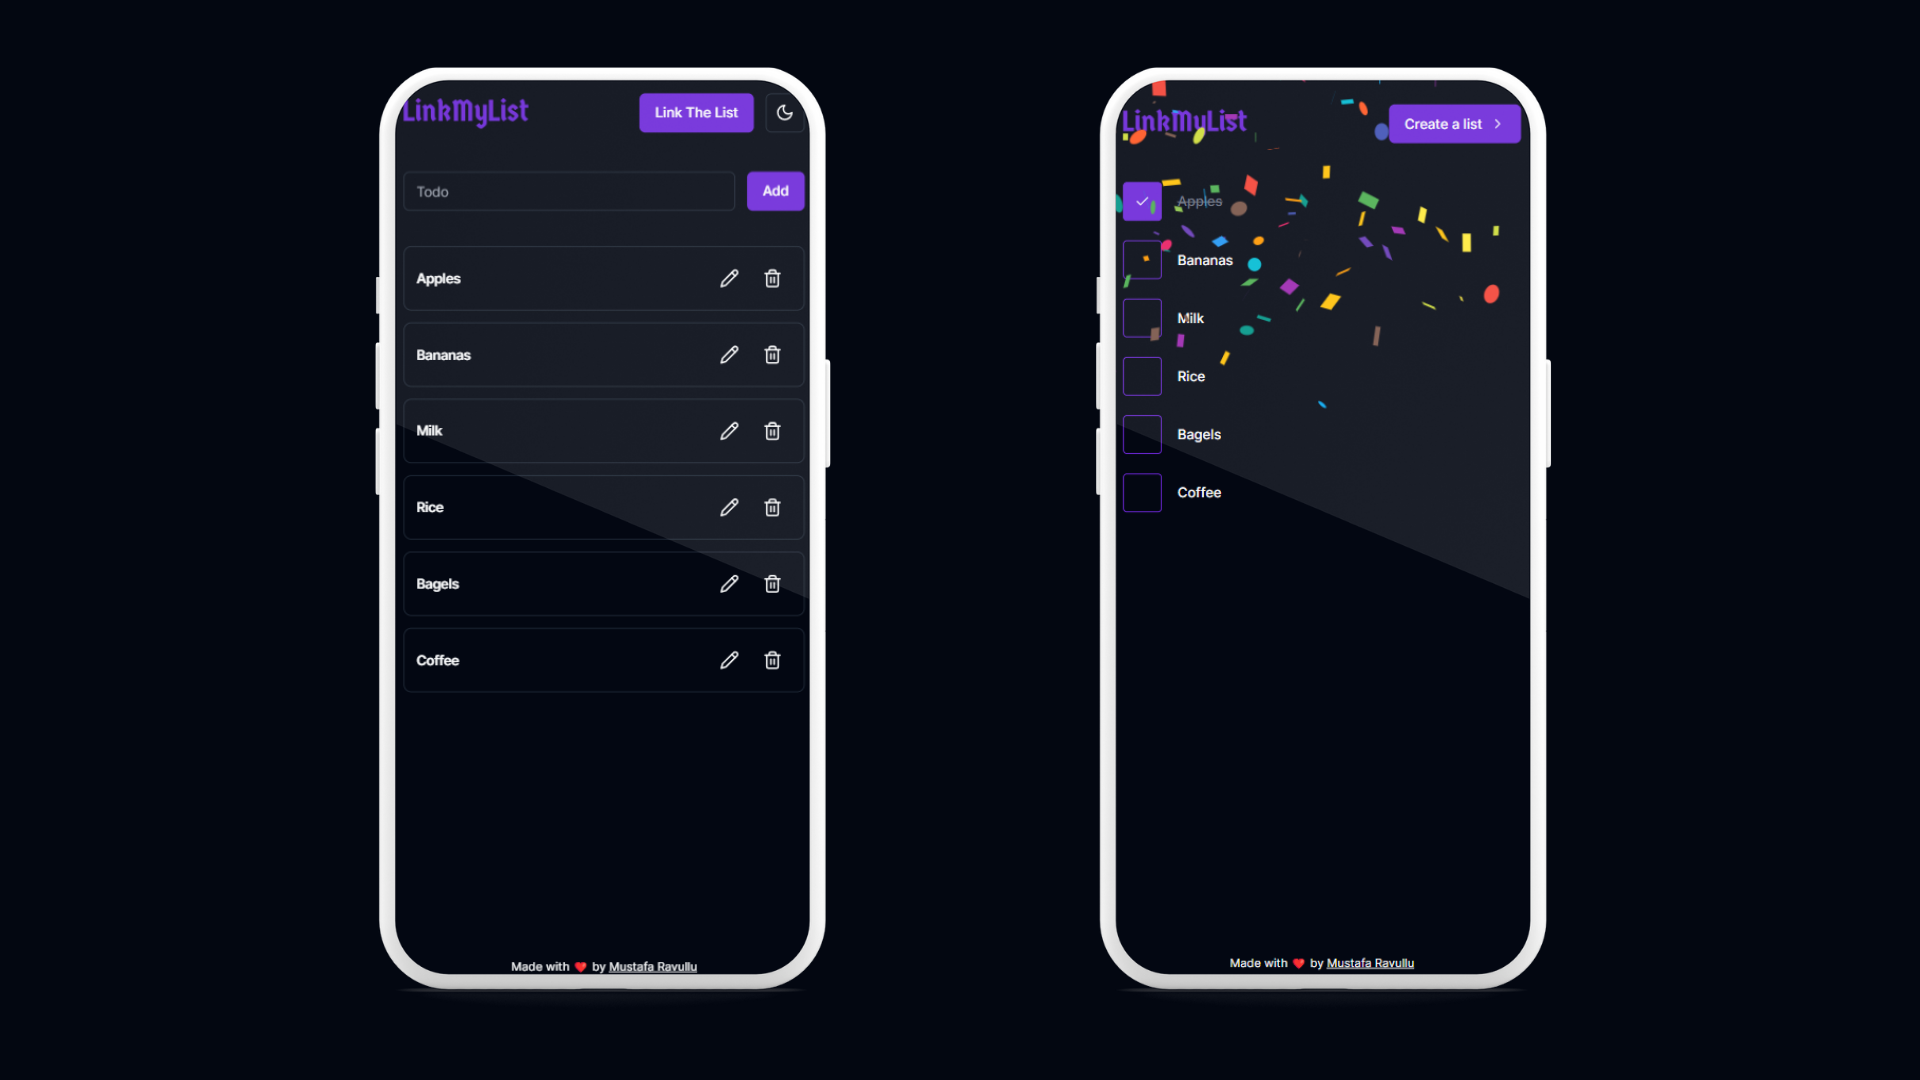 LinkMyList
Link The List
Todo
Add
Apples
Bananas
Milk
Rice
Bagels
Coffee
Made with ❤️ by Mustafa Ravullu
LinkMyList
Create a list
Apples
Bananas
Milk
Rice
Bagels
Coffee
Made with ❤️ by Mustafa Ravullu